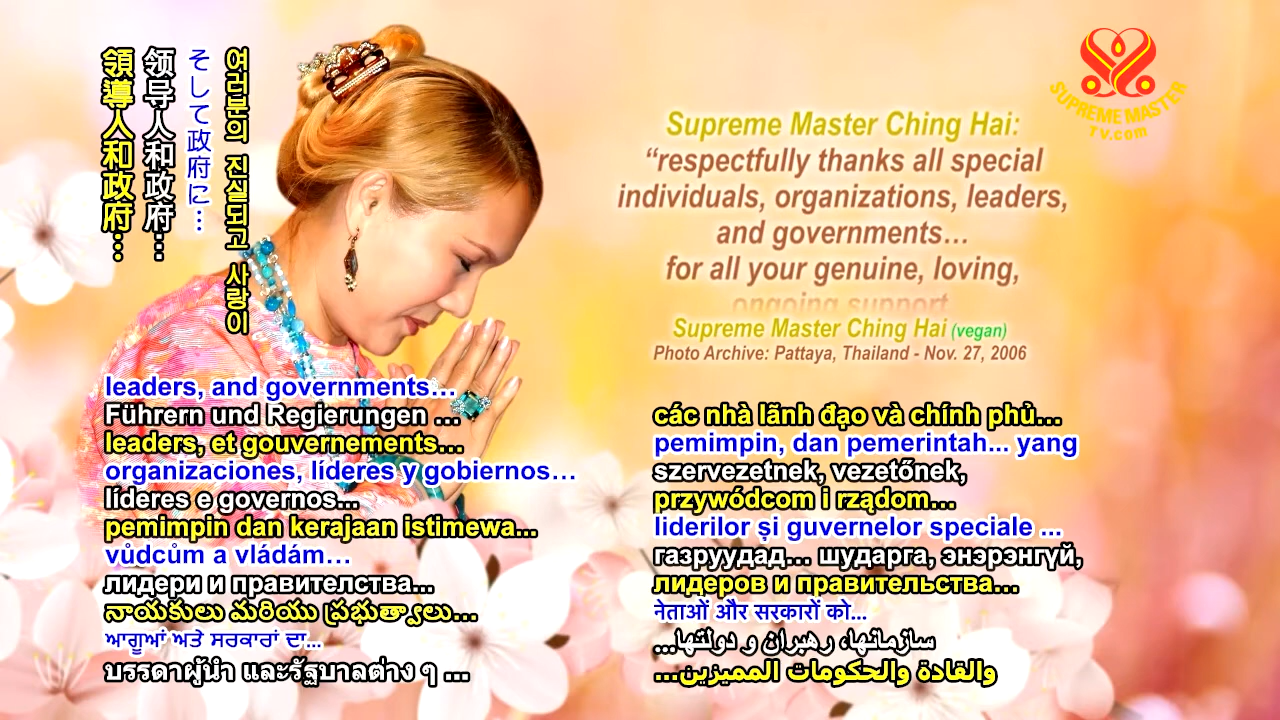 領導人和政府…
领导人和政府…
そして政府に…
여러분의 진실되고 사랑이
SUPREME MASTER
TV.com
Supreme Master Ching Hai:
“respectfully thanks all special
individuals, organizations, leaders,
and governments…
for all your genuine, loving,
ongoing support
Supreme Master Ching Hai (vegan)
Photo Archive: Pattaya, Thailand - Nov. 27, 2006
leaders, and governments…
Führern und Regierungen …
leaders, et gouvernements…
organizaciones, líderes y gobiernos…
líderes e governos...
pemimpin dan kerajaan istimewa...
vůdcům a vládám…
лидери и правителства...
నాయకులు మరియు ప్రభుత్వాలు...
ਆਗੂਆਂ ਅਤੇ ਸਰਕਾਰਾਂ ਦਾ...
บรรดาผู้นำ และรัฐบาลต่าง ๆ ...
các nhà lãnh đạo và chính phủ…
pemimpin, dan pemerintah... yang
szervezetnek, vezetőnek,
przywódcom i rządom…
liderilor și guvernelor speciale ...
газруудад... шударга, энэрэнгүй,
лидеров и правительства…
नेताओं और सरकारों को...
سازمانها، رهبران و دولتها...
والقادة والحكومات المميزين...